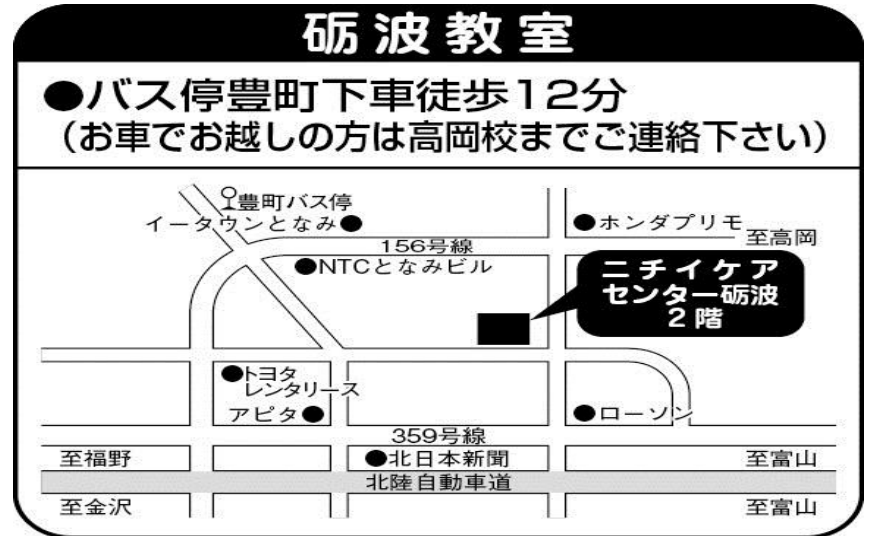 砺波教室
●バス停豊町下車徒歩12分
（お車でお越しの方は高岡校までご連絡下さい）
豊町バス停
イータウンとなみ●
●ホンダプリモ
156号線
至高岡
●NTCとなみビル
ニチイケア
センター砺波
2階
●トヨタ
レンタリース
アピタ●
●ローソン
359号線
至福野
●北日本新聞
至富山
北陸自動車道
至金沢
至富山